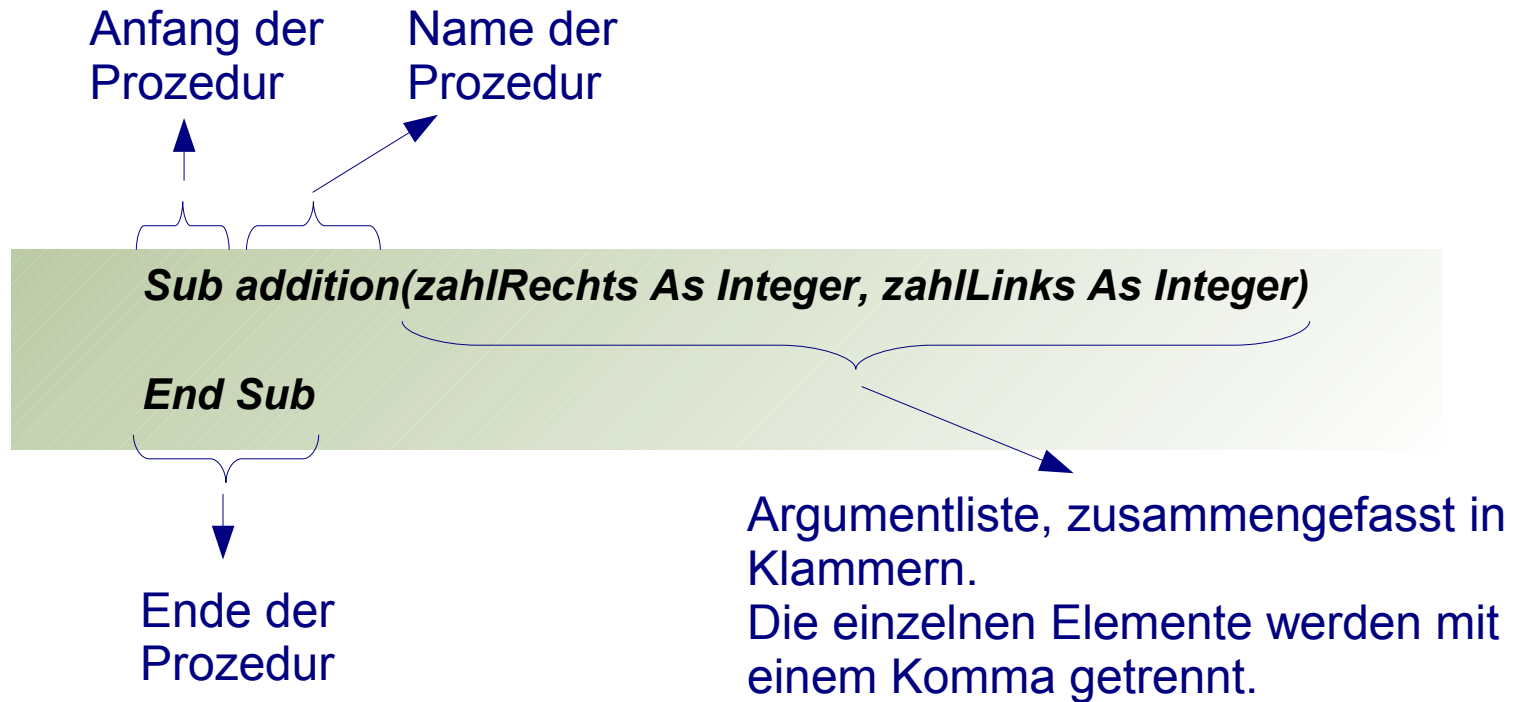 Anfang der
Prozedur
Name der
Prozedur
Sub addition(zahlRechts As Integer, zahlLinks As Integer)
End Sub
Ende der
Prozedur
Argumentliste, zusammengefasst in
Klammern.
Die einzelnen Elemente werden mit
einem Komma getrennt.